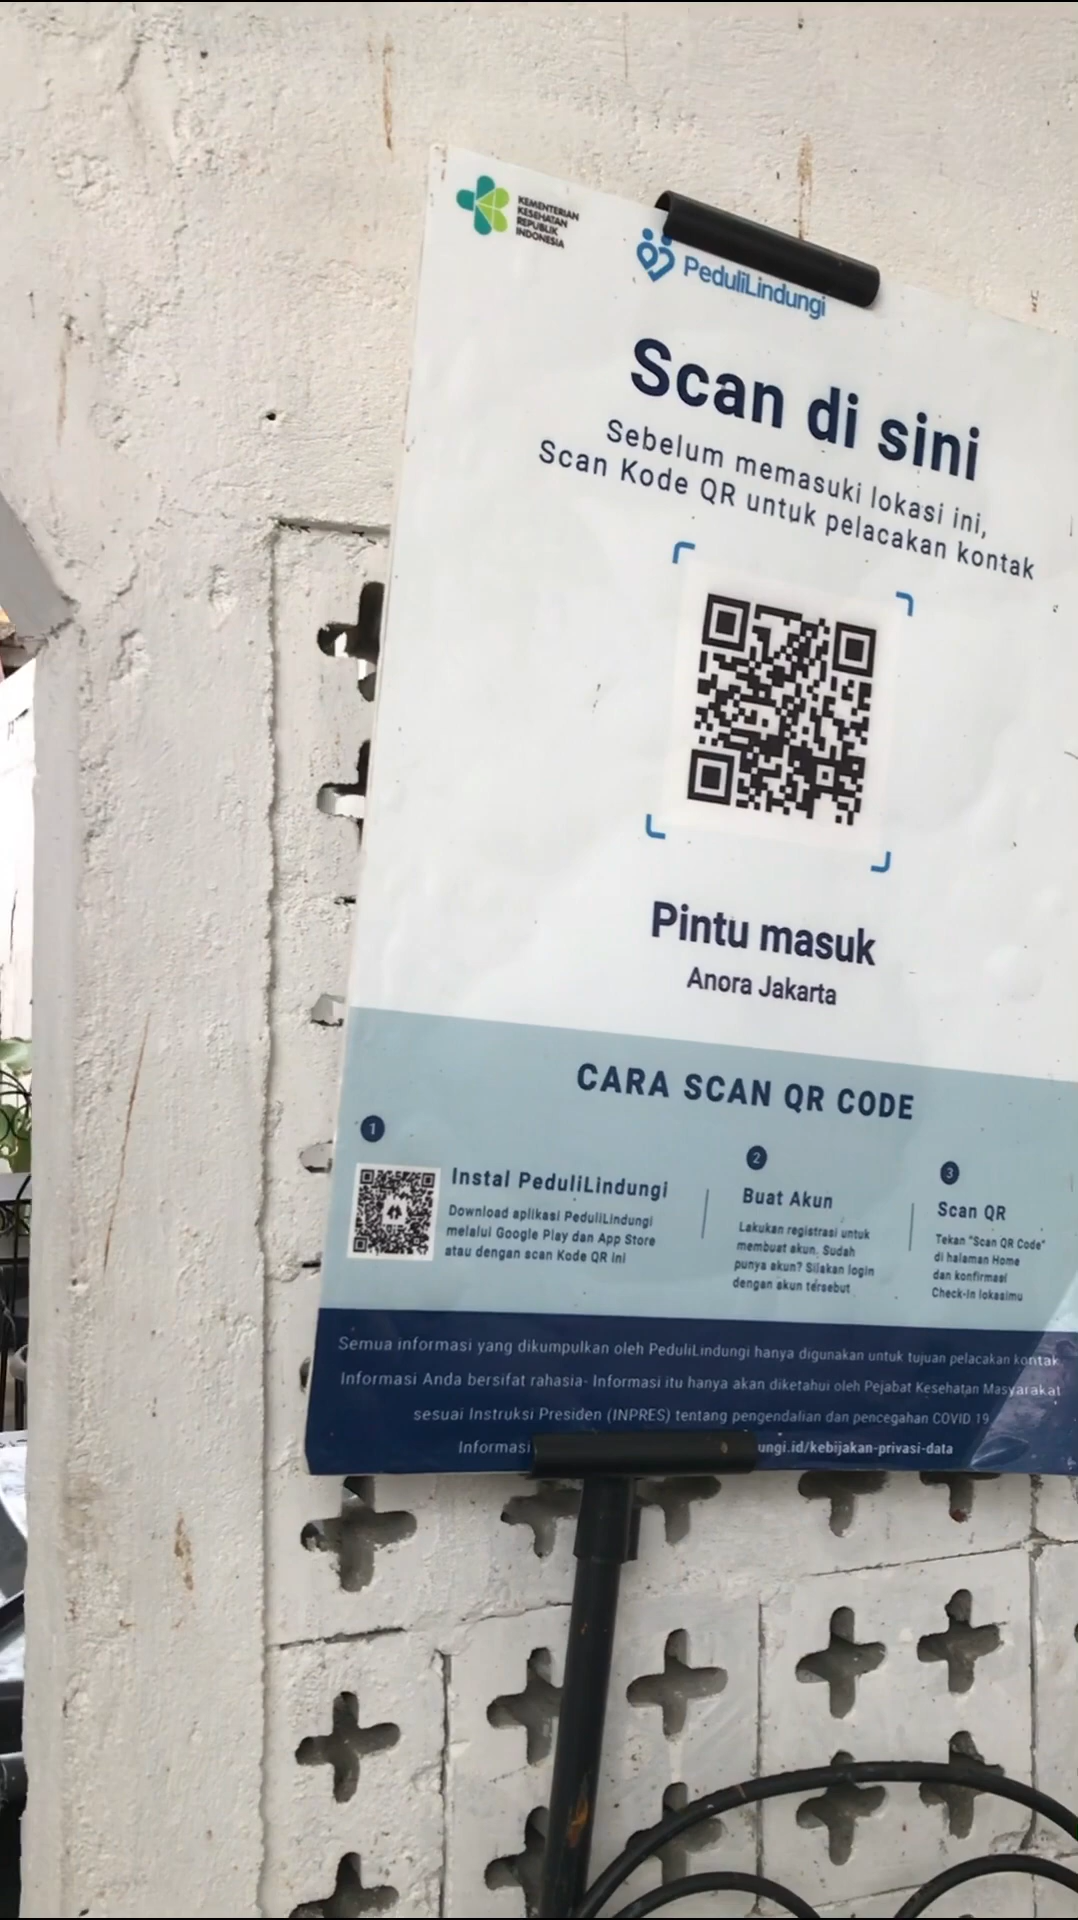 KEMENTERIAN
KESEHATAN
REPUBLIK
INDONESIA
PeduliLindungi
Scan di sini
Sebelum memasuki lokasi ini,
Scan Kode QR untuk pelacakan kontak
Pintu masuk
Anora Jakarta
CARA SCAN QR CODE
1
Instal PeduliLindungi
Download aplikasi PeduliLindungi
melalui Google Play dan App Store
atau dengan scan Kode QR ini
2
Buat Akun
Lakukan registrasi untuk
membuat akun. Sudah
punya akun? Silakan login
dengan akun tersebut
3
Scan QR
Tekan "Scan QR Code"
di halaman Home
dan konfirmasi
Check-In lokasimu
Semua informasi yang dikumpulkan oleh PeduliLindungi hanya digunakan untuk tujuan pelacakan kontak.
Informasi Anda bersifat rahasia- Informasi itu hanya akan diketahui oleh Pejabat Kesehatan Masyarakat
sesuai Instruksi Presiden (INPRES) tentang pengendalian dan pencegahan COVID 19
Informasi ungi.id/kebijakan-privasi-data